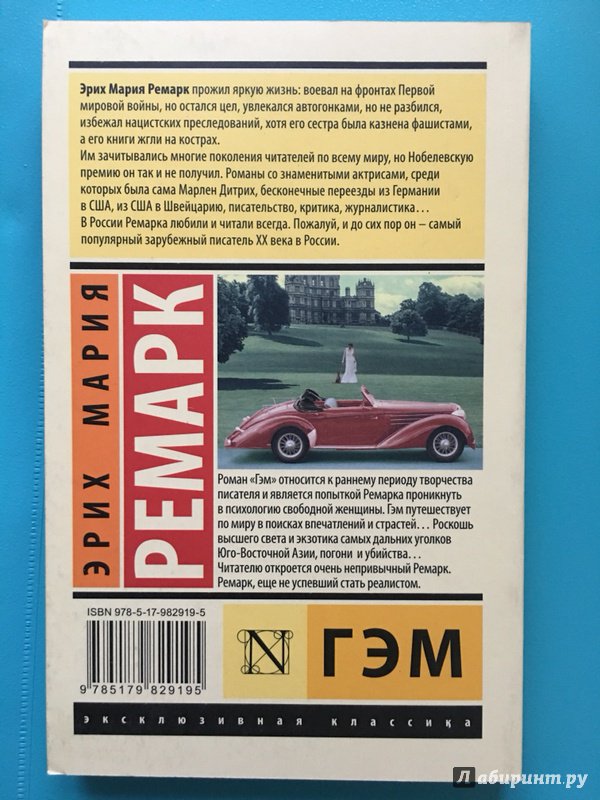 Эрих Мария Ремарк прожил яркую жизнь: воевал на фронтах Первой
мировой войны, но остался цел, увлекался автогонками, но не разбился,
избежал нацистских преследований, хотя его сестра была казнена фашистами,
а его книги жгли на кострах.
Им зачитывались многие поколения читателей по всему миру, но Нобелевскую
премию он так и не получил. Романы со знаменитыми актрисами, среди
которых была сама Марлен Дитрих, бесконечные переезды из Германии
в США, из США в Швейцарию, писательство, критика, журналистика...
В России Ремарка любили и читали всегда. Пожалуй, и до сих пор он – самый
популярный зарубежный писатель XX века в России.
ЭРИХ МАРИЯ
РЕМАРК
Роман «Гэм» относится к раннему периоду творчества
писателя и является попыткой Ремарка проникнуть
в психологию свободной женщины. Гэм путешествует
по миру в поисках впечатлений и страстей... Роскошь
высшего света и экзотика самых дальних уголков
Юго-Восточной Азии, погони и убийства...
Читателю откроется очень непривычный Ремарк.
Ремарк, еще не успевший стать реалистом.
ISBN 978-5-17-982919-5
9 785179 829195
N
ГЭМ
эксклюзивная классика
Лабиринт.ру